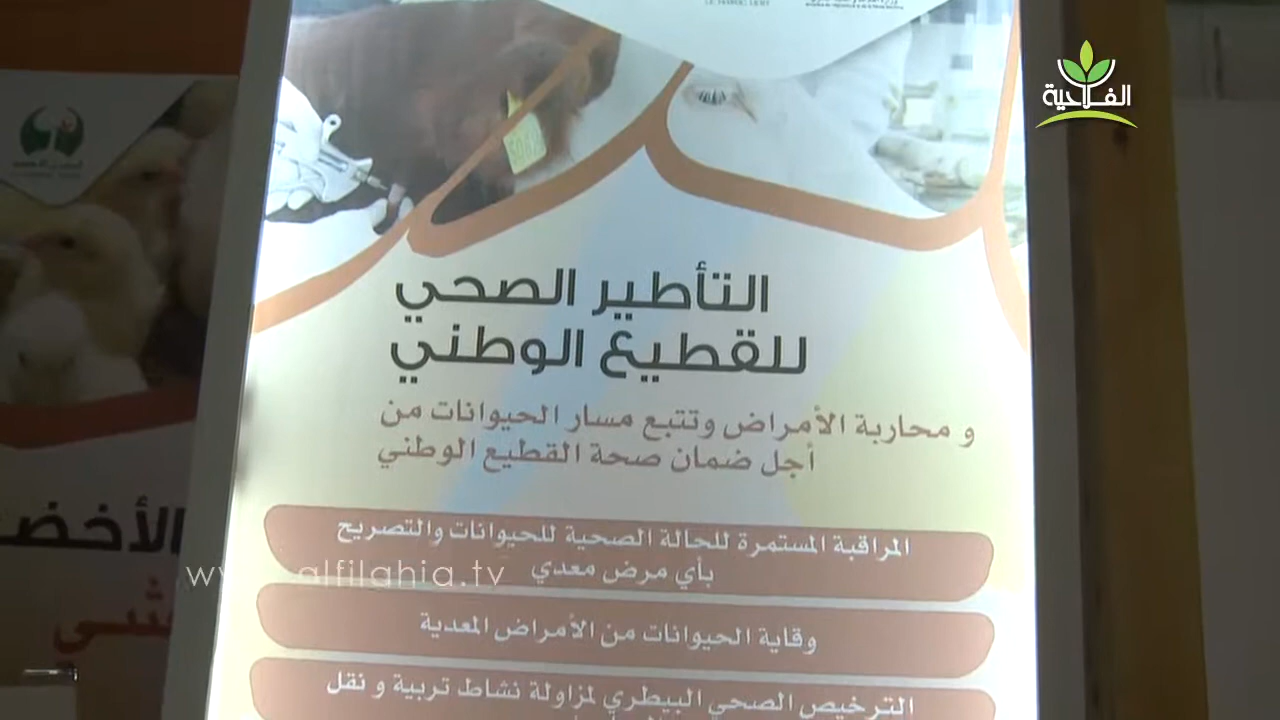 الفلاحية
التأطير الصحي
للقطيع الوطني
و محاربة الأمراض وتتبع مسار الحيوانات من
أجل ضمان صحة القطيع الوطني
المراقبة المستمرة للحالة الصحية للحيوانات والتصريح
بأي مرض معدي
وقاية الحيوانات من الأمراض المعدية
الترخيص الصحي البيطري لمزاولة نشاط تربية و نقل
الأخضر
alfilahia.tv